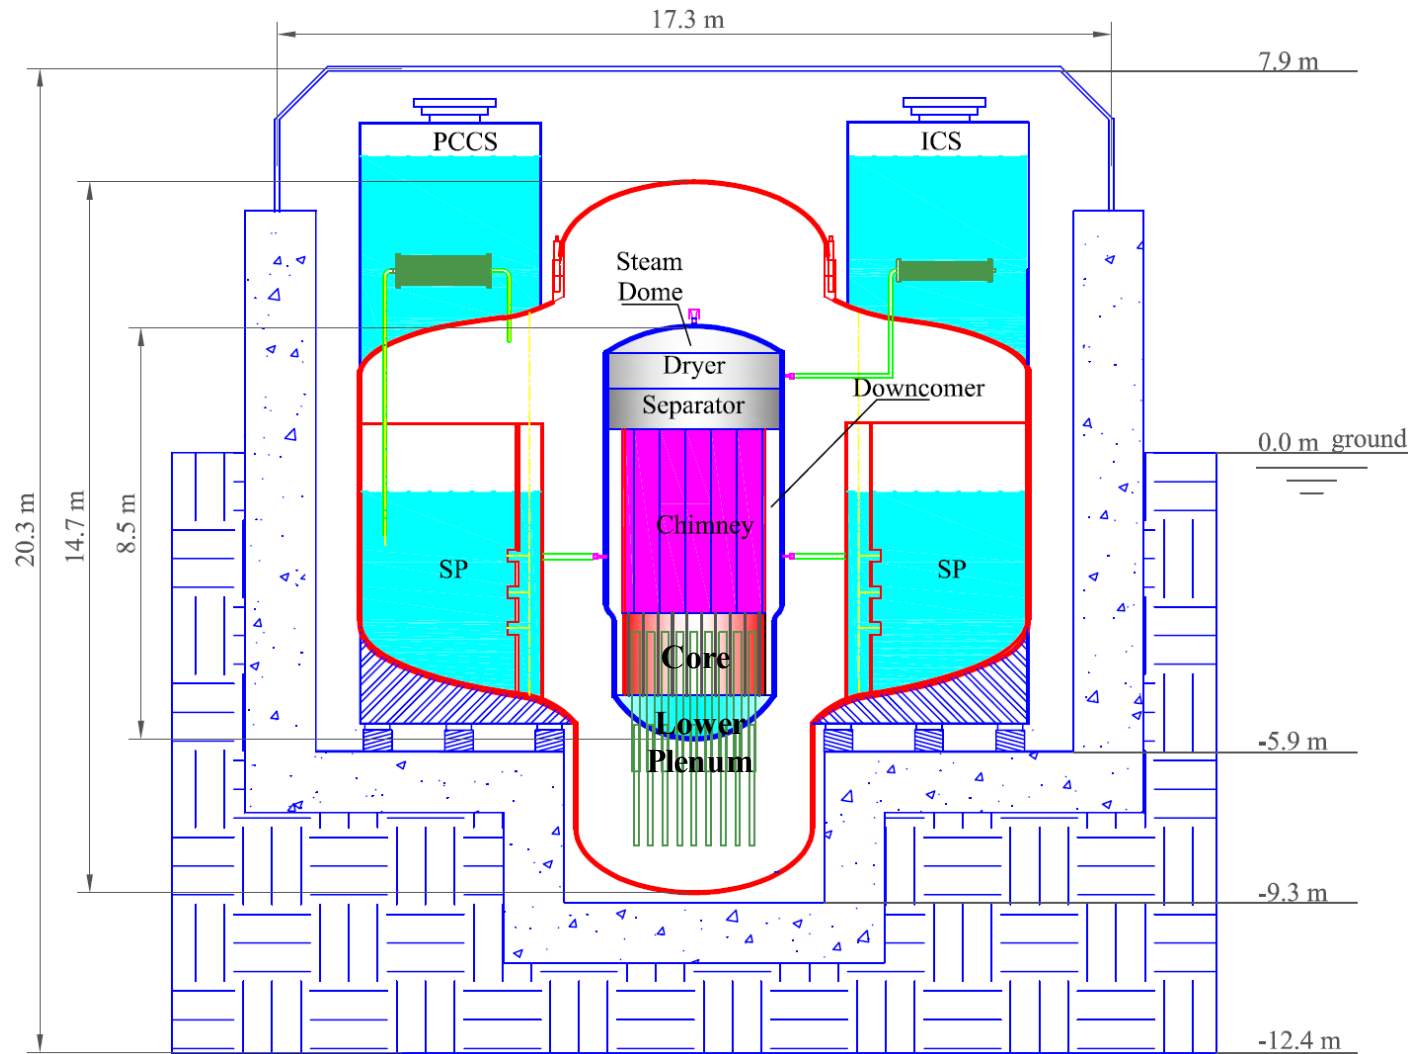 17.3 m
7.9 m
PCCS
ICS
Steam
Dome
Dryer
Downcomer
Separator
0.0 m ground
20.3 m
14.7 m
8.5 m
Chimney
SP
SP
Core
Lower
Plenum
-5.9 m
-9.3 m
-12.4 m